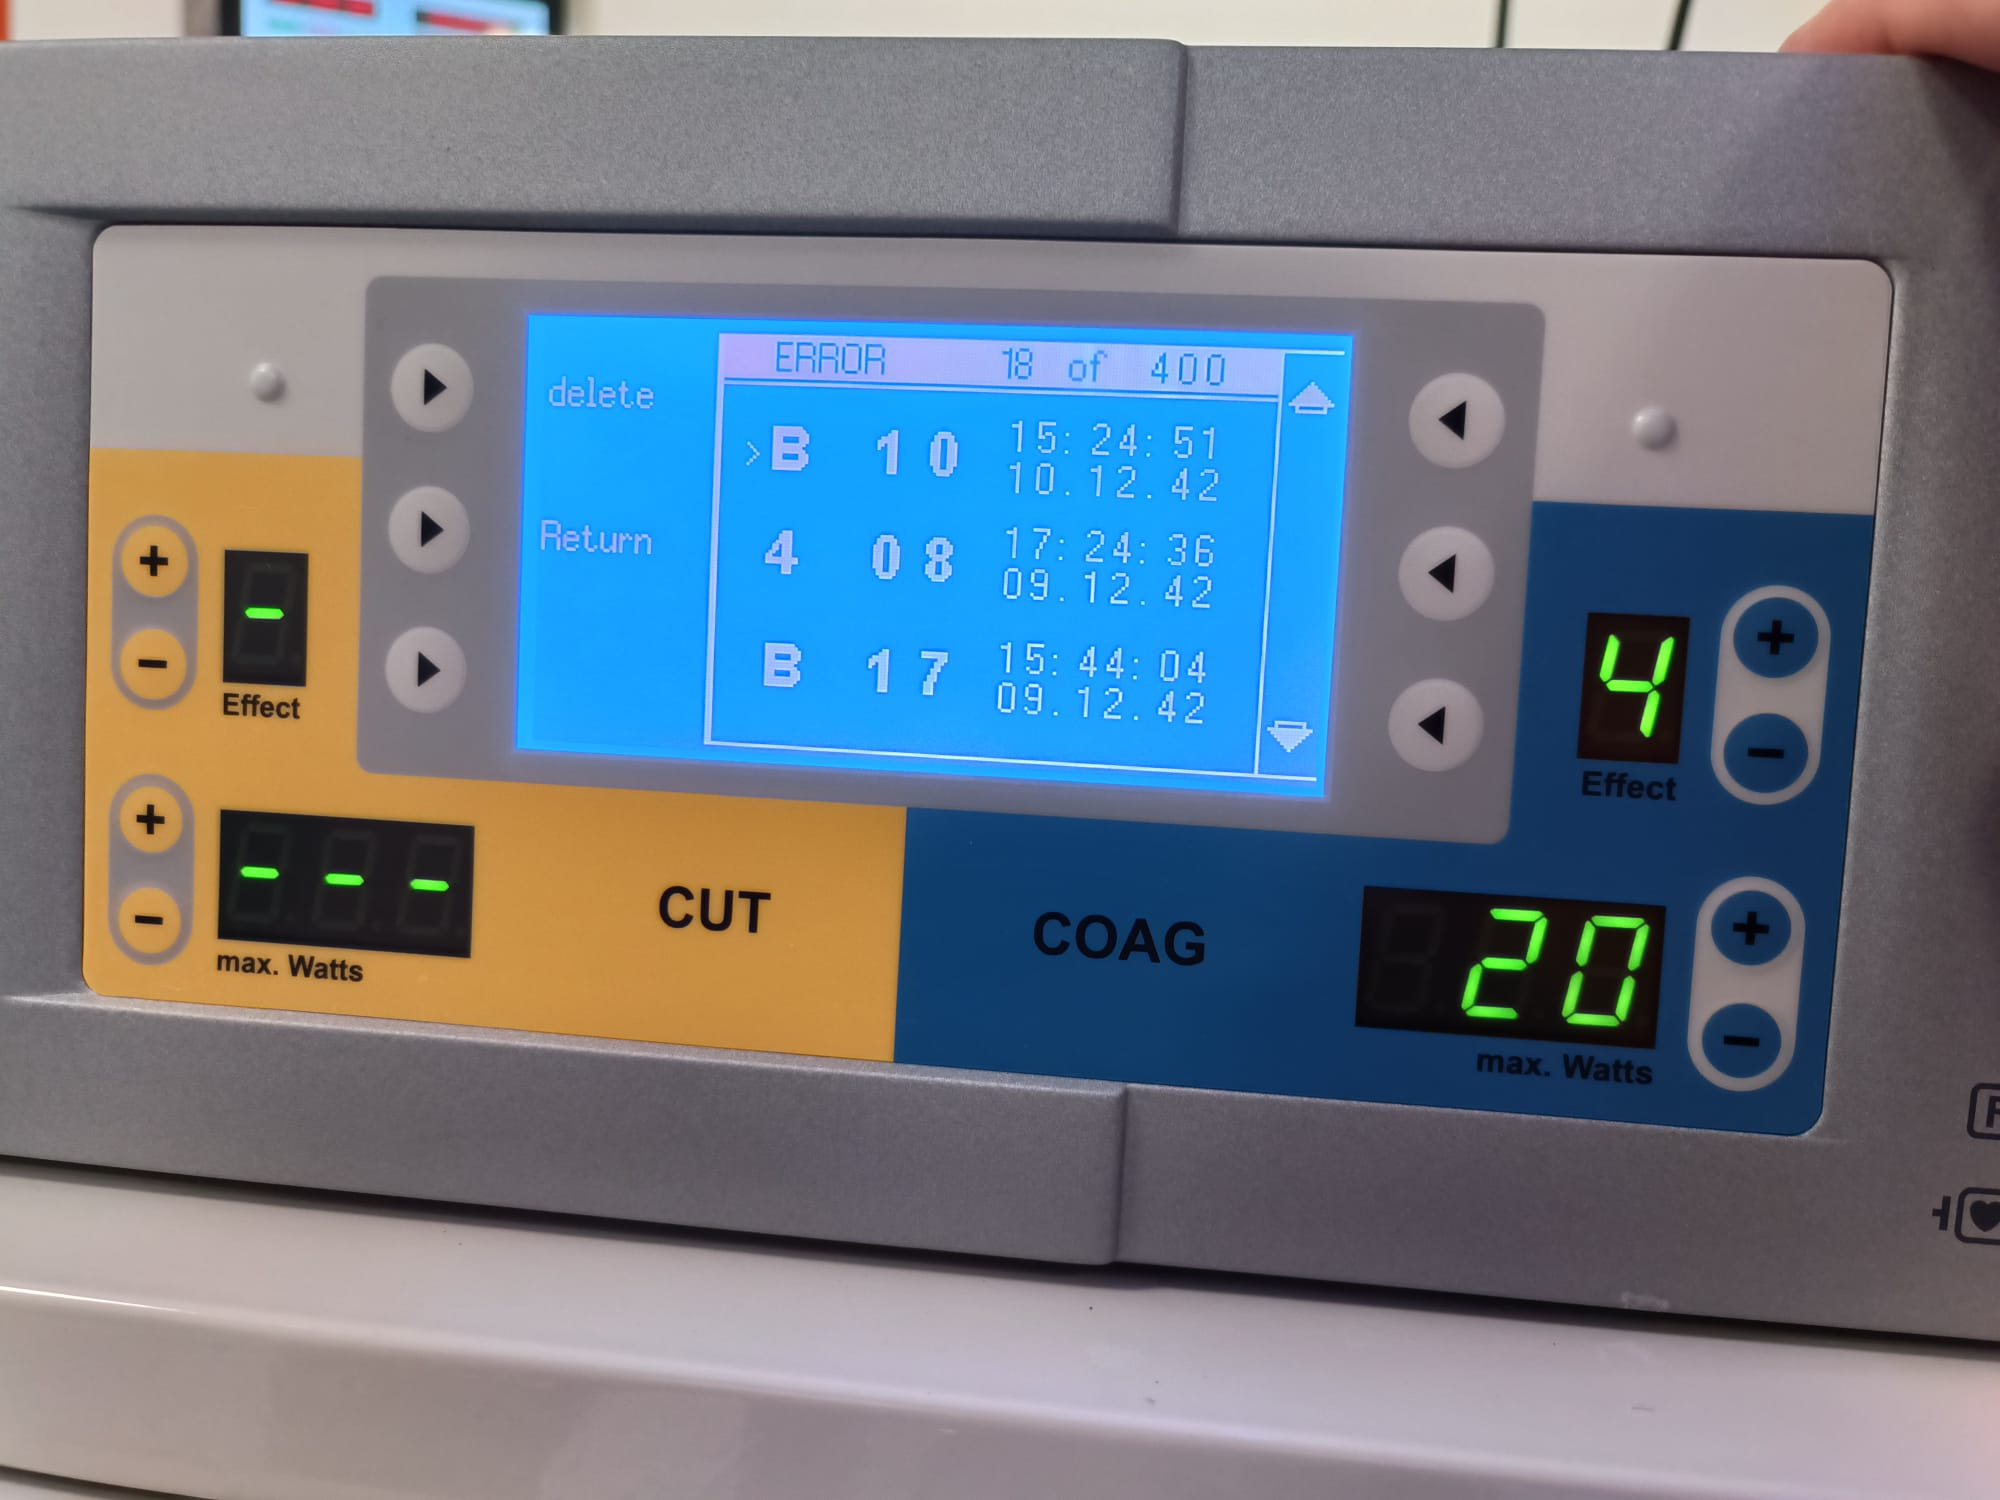 ERROR 18 of 400
delete
>B 10 15:24:51
10.12.42
4 08 17:24:36
09.12.42
Return
B 17 15:44:04
09.12.42
+
-
-
Effect
4
+
-
Effect
+
-
---
max. Watts
CUT
COAG
20
+
-
max. Watts